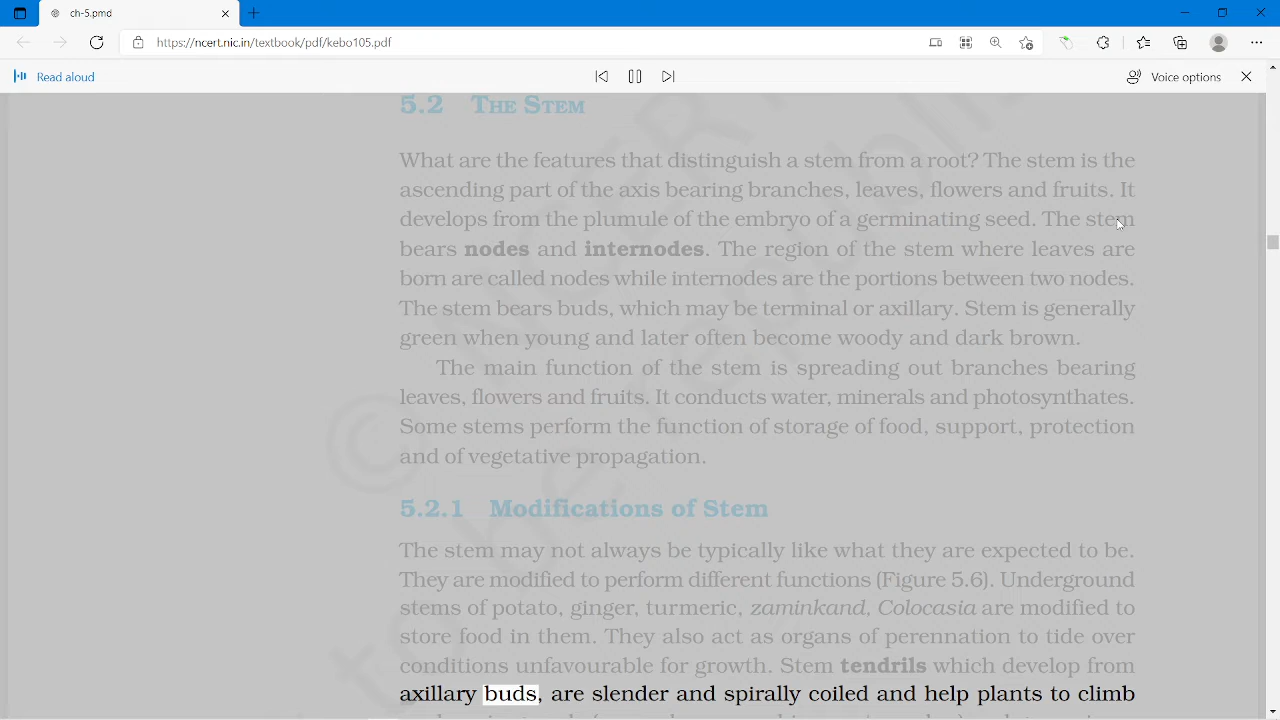 ch-5.pmd
https://ncert.nic.in/textbook/pdf/kebo105.pdf
Read aloud
Voice options
5.2 THE STEM
What are the features that distinguish a stem from a root? The stem is the
ascending part of the axis bearing branches, leaves, flowers and fruits. It
develops from the plumule of the embryo of a germinating seed. The stem
bears nodes and internodes. The region of the stem where leaves are
born are called nodes while internodes are the portions between two nodes.
The stem bears buds, which may be terminal or axillary. Stem is generally
green when young and later often become woody and dark brown.
The main function of the stem is spreading out branches bearing
leaves, flowers and fruits. It conducts water, minerals and photosynthates.
Some stems perform the function of storage of food, support, protection
and of vegetative propagation.
5.2.1 Modifications of Stem
The stem may not always be typically like what they are expected to be.
They are modified to perform different functions (Figure 5.6). Underground
stems of potato, ginger, turmeric, zaminkand, Colocasia are modified to
store food in them. They also act as organs of perennation to tide over
conditions unfavourable for growth. Stem tendrils which develop from
axillary buds, are slender and spirally coiled and help plants to climb